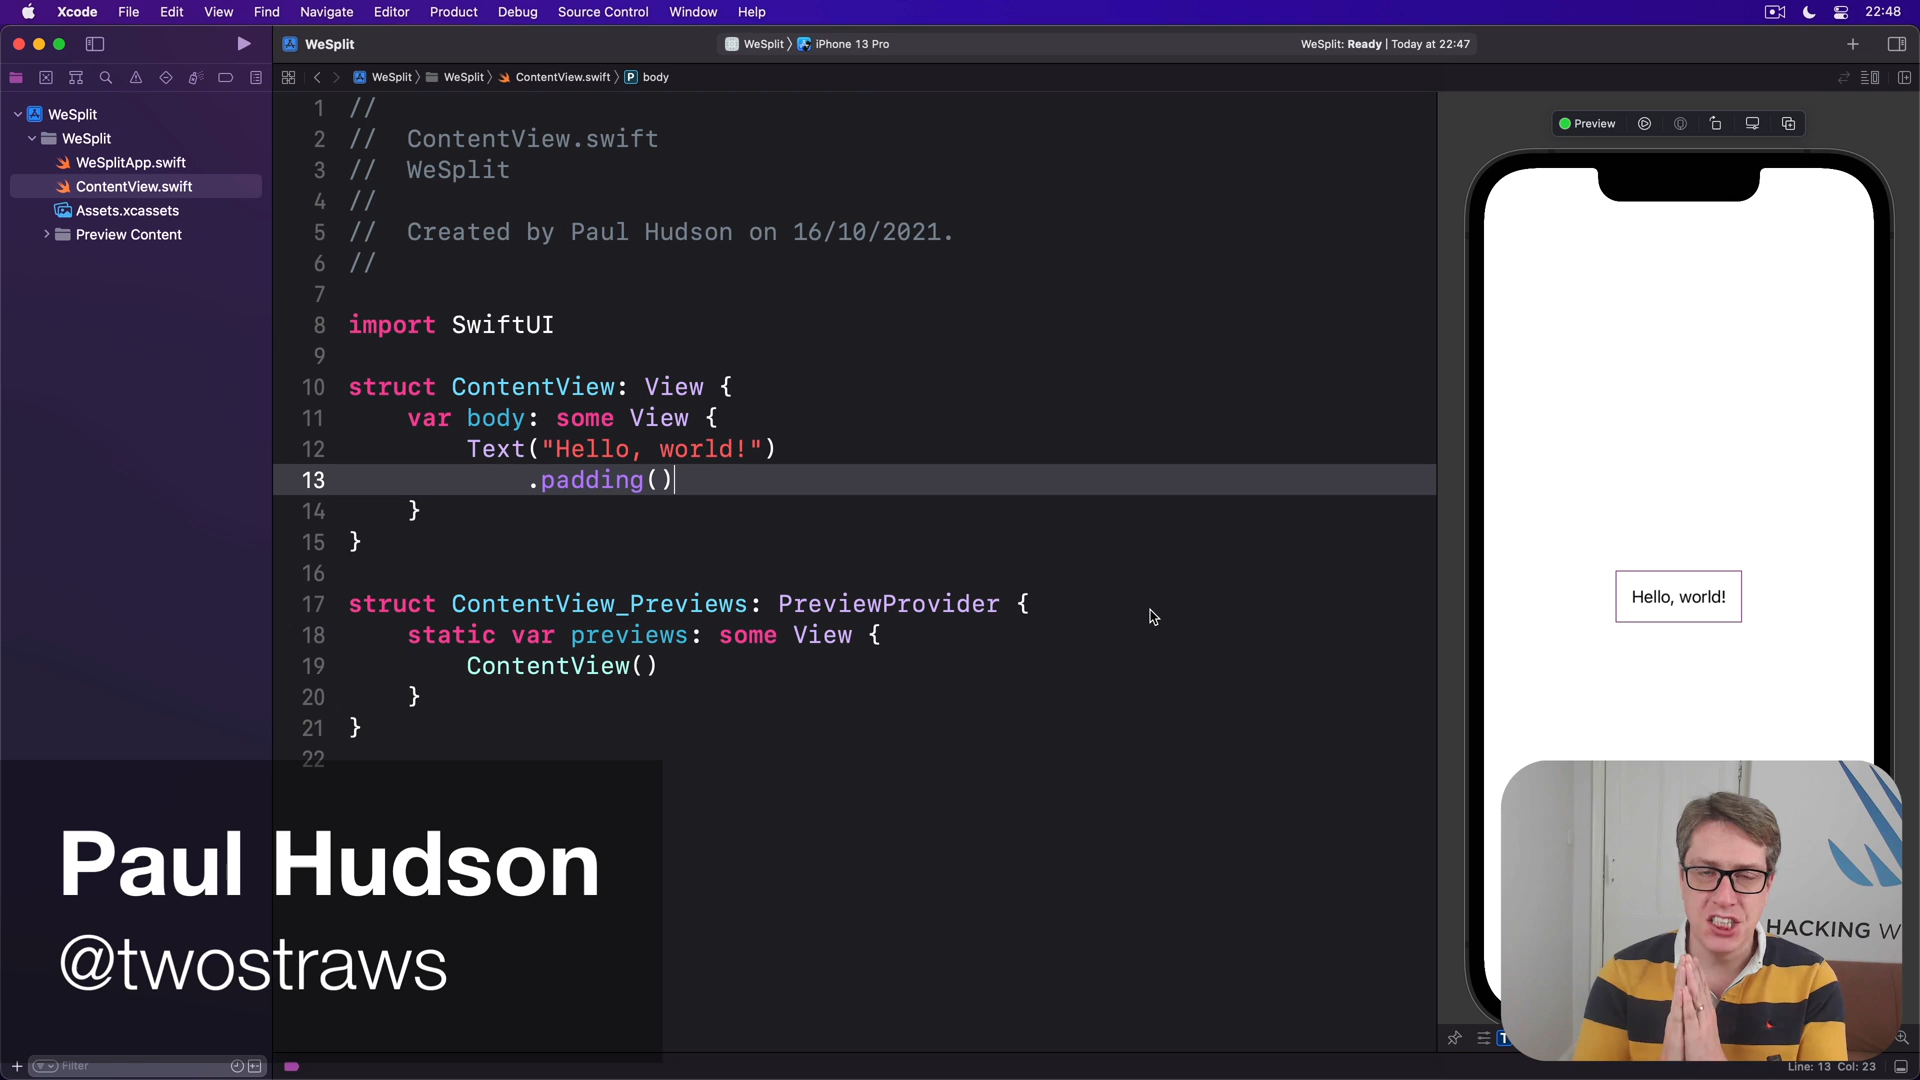 Xcode File Edit View Find Navigate Editor Product Debug Source Control Window Help 22:48
WeSplit
WeSplit iPhone 13 Pro
WeSplit: Ready | Today at 22:47
WeSplit WeSplit ContentView.swift P body
WeSplit
WeSplit
WeSplitApp.swift
ContentView.swift
Assets.xcassets
Preview Content
1 //
2 // ContentView.swift
3 // WeSplit
4 //
5 // Created by Paul Hudson on 16/10/2021.
6 //
7
8 import SwiftUI
9
10 struct ContentView: View {
11 var body: some View {
12 Text("Hello, world!")
13 .padding()
14 }
15 }
16
17 struct ContentView_Previews: PreviewProvider {
18 static var previews: some View {
19 ContentView()
20 }
21 }
22
Preview
Hello, world!
HACKING W
Paul Hudson
@twostraws
Filter
T
Line: 13 Col: 23